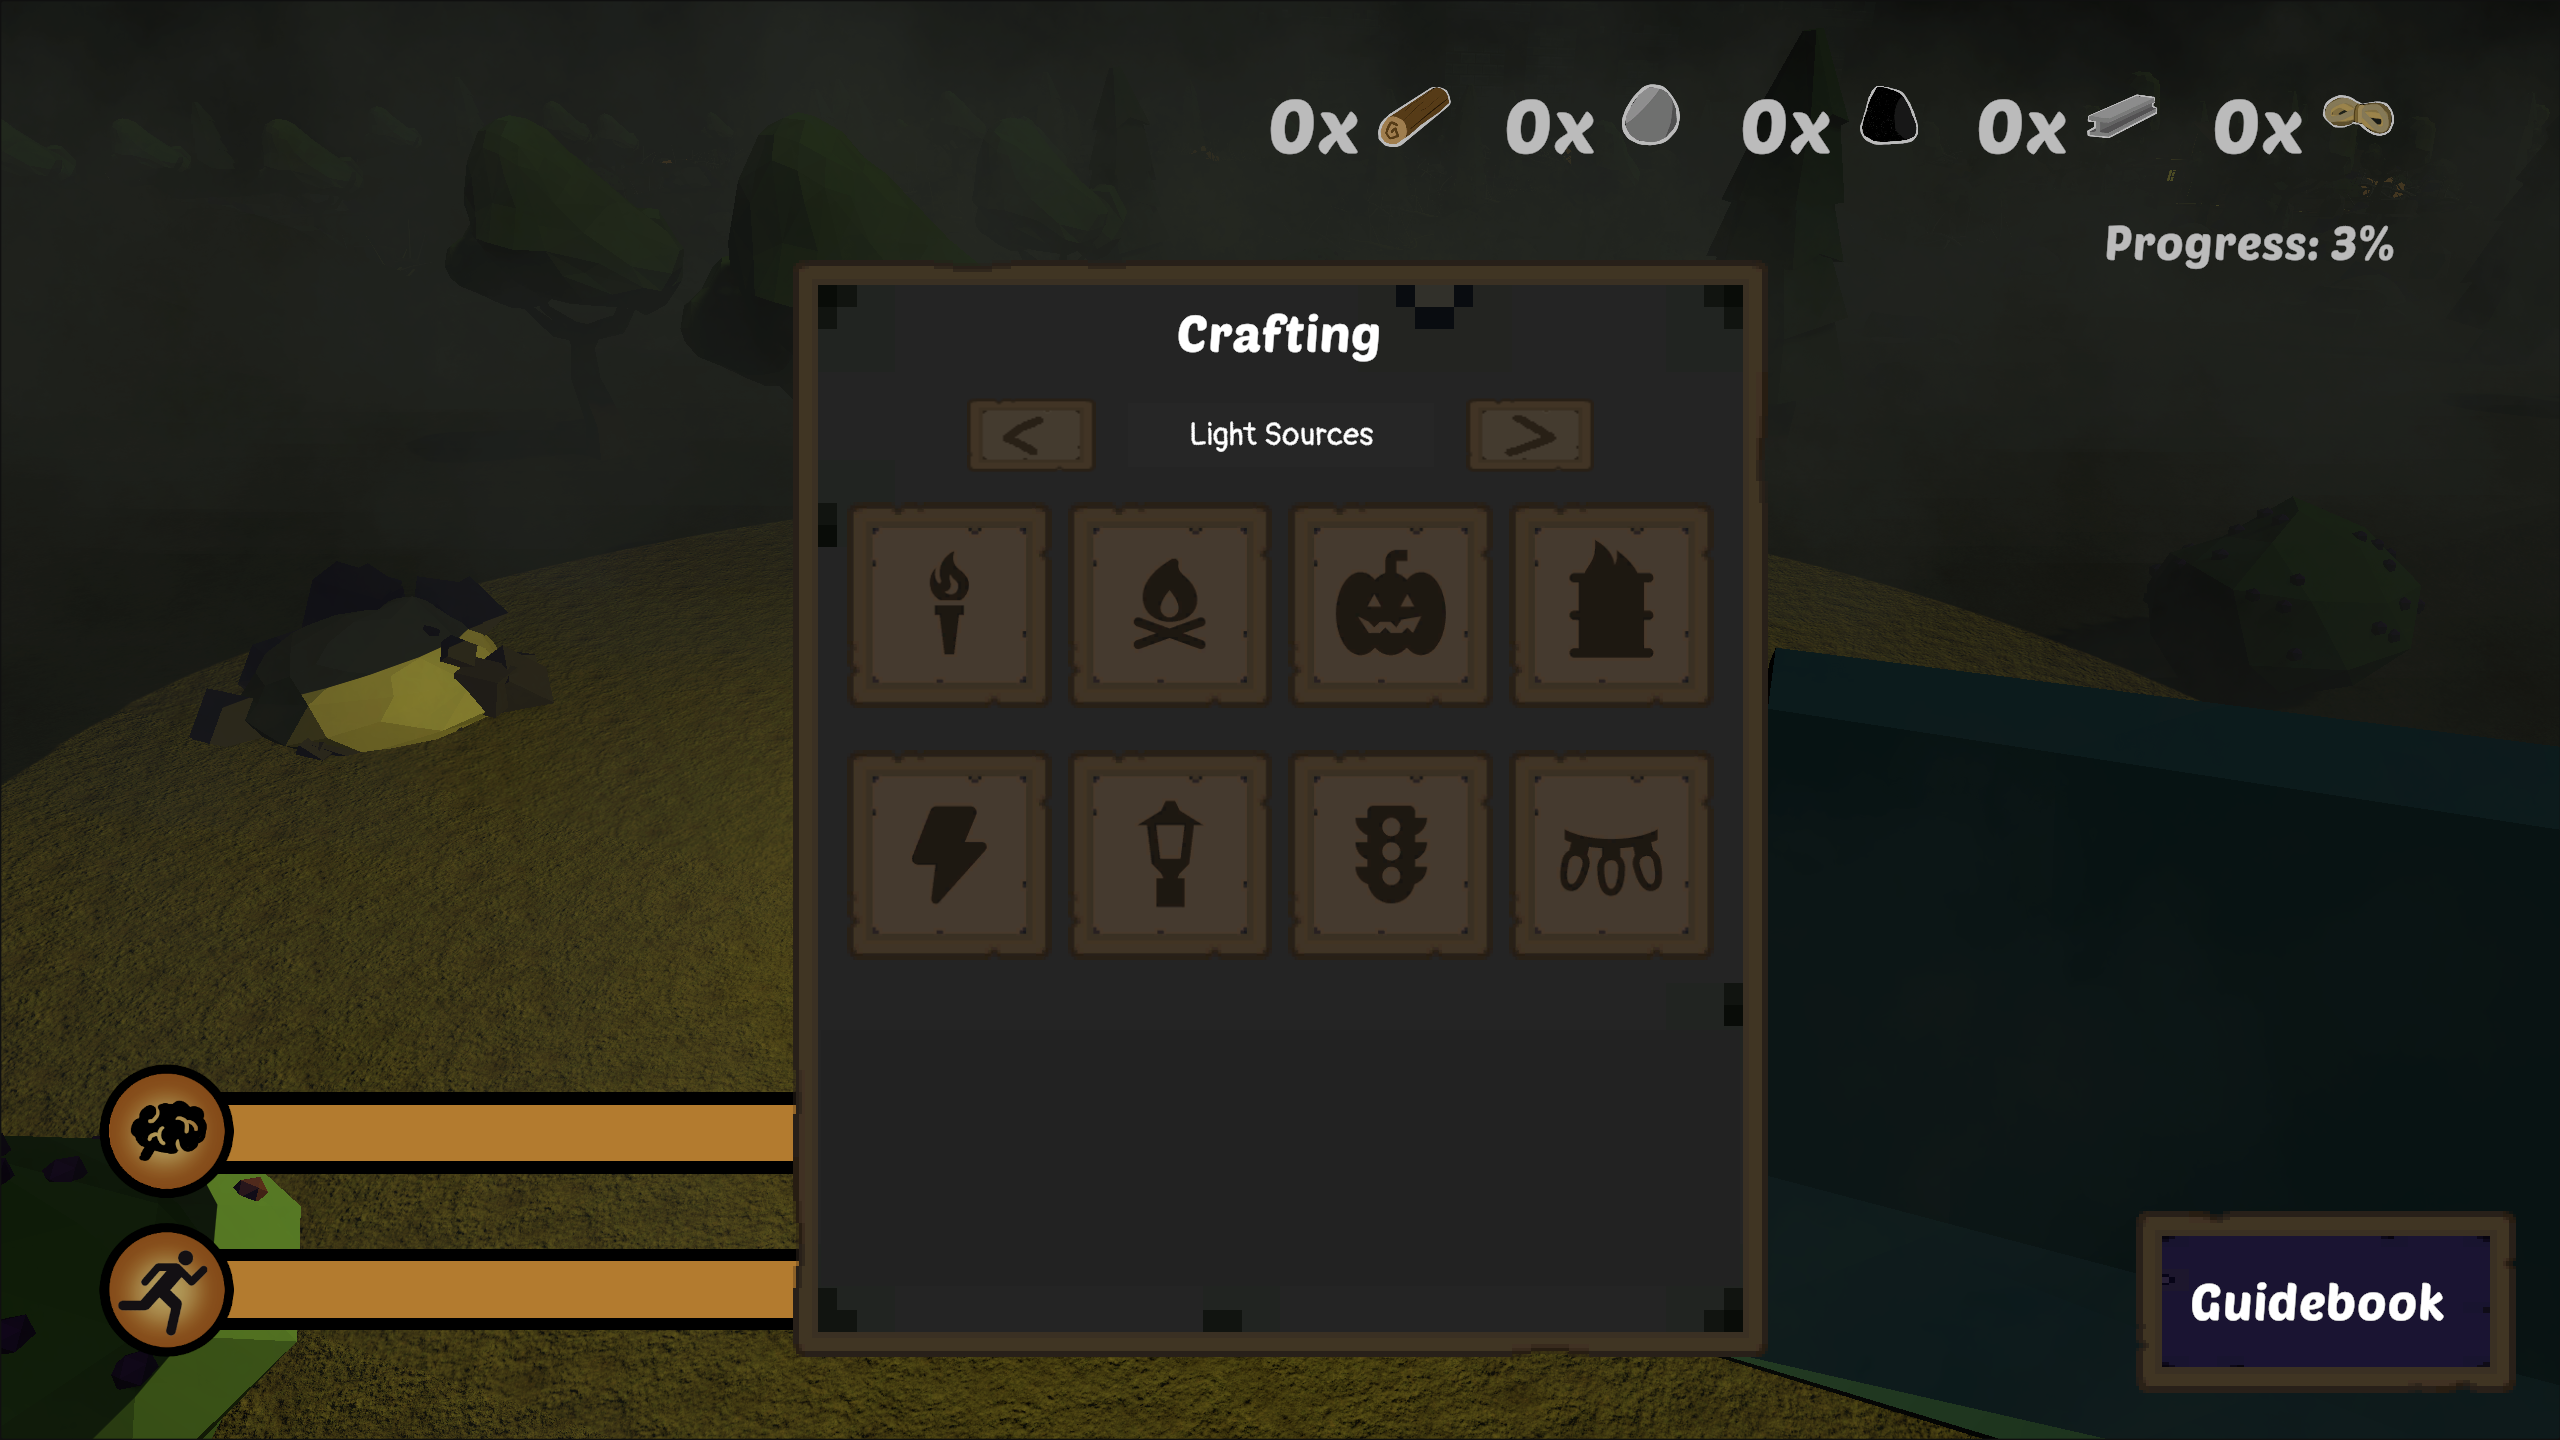 0x 0x 0x 0x 0x
Progress: 3%
Crafting
< Light Sources >
Guidebook